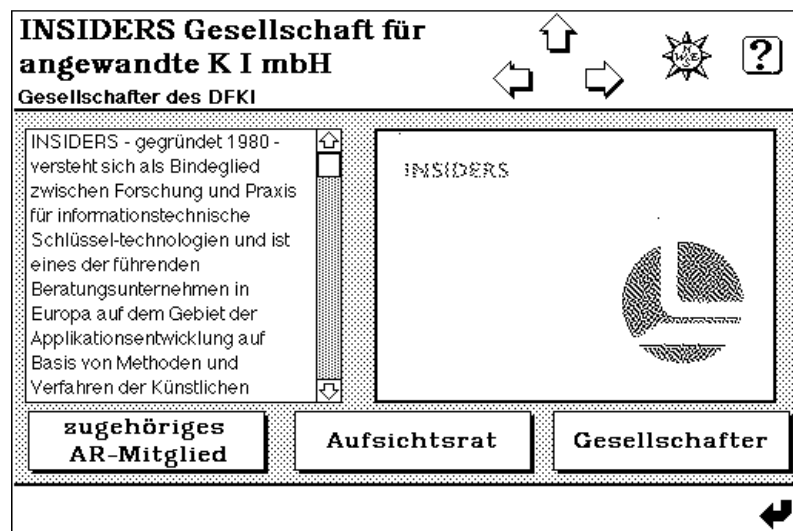 INSIDERS Gesellschaft für
angewandte K I mbH
Gesellschafter des DFKI
N
W E
S
?
INSIDERS - gegründet 1980 -
versteht sich als Bindeglied
zwischen Forschung und Praxis
für informationstechnische
Schlüssel-technologien und ist
eines der führenden
Beratungsunternehmen in
Europa auf dem Gebiet der
Applikationsentwicklung auf
Basis von Methoden und
Verfahren der Künstlichen
INSIDERS
zugehöriges
AR-Mitglied
Aufsichtsrat
Gesellschafter